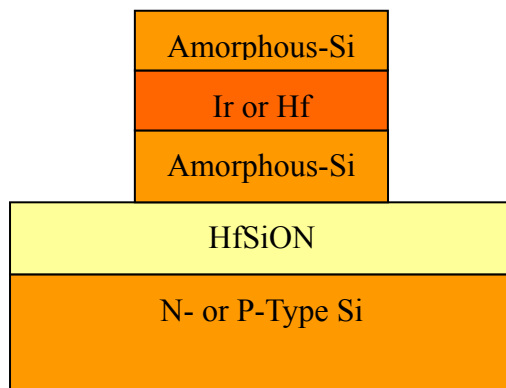 Amorphous-Si
Ir or Hf
Amorphous-Si
HfSiON
N- or P-Type Si